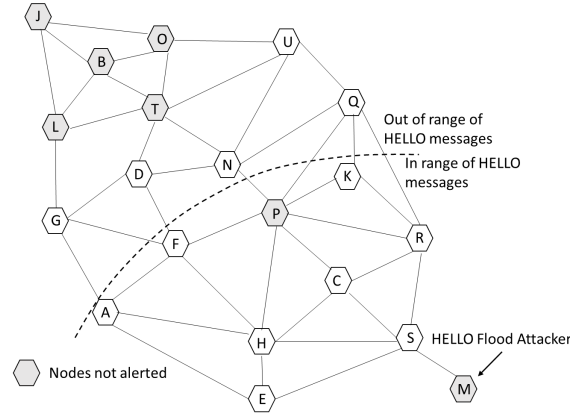 J
O
U
B
T
Q
Out of range of
HELLO messages
L
In range of HELLO
messages
N
D
K
P
G
R
F
C
A
H
S
HELLO Flood Attacker
M
Nodes not alerted
E